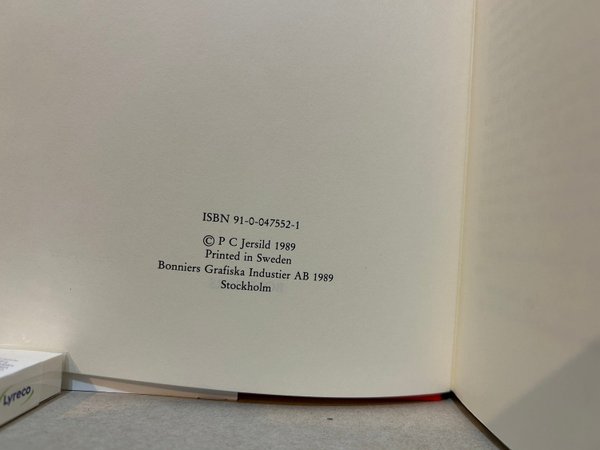 ISBN 91-0-047552-1
© P C Jersild 1989
Printed in Sweden
Bonniers Grafiska Industier AB 1989
Stockholm
Lyreco